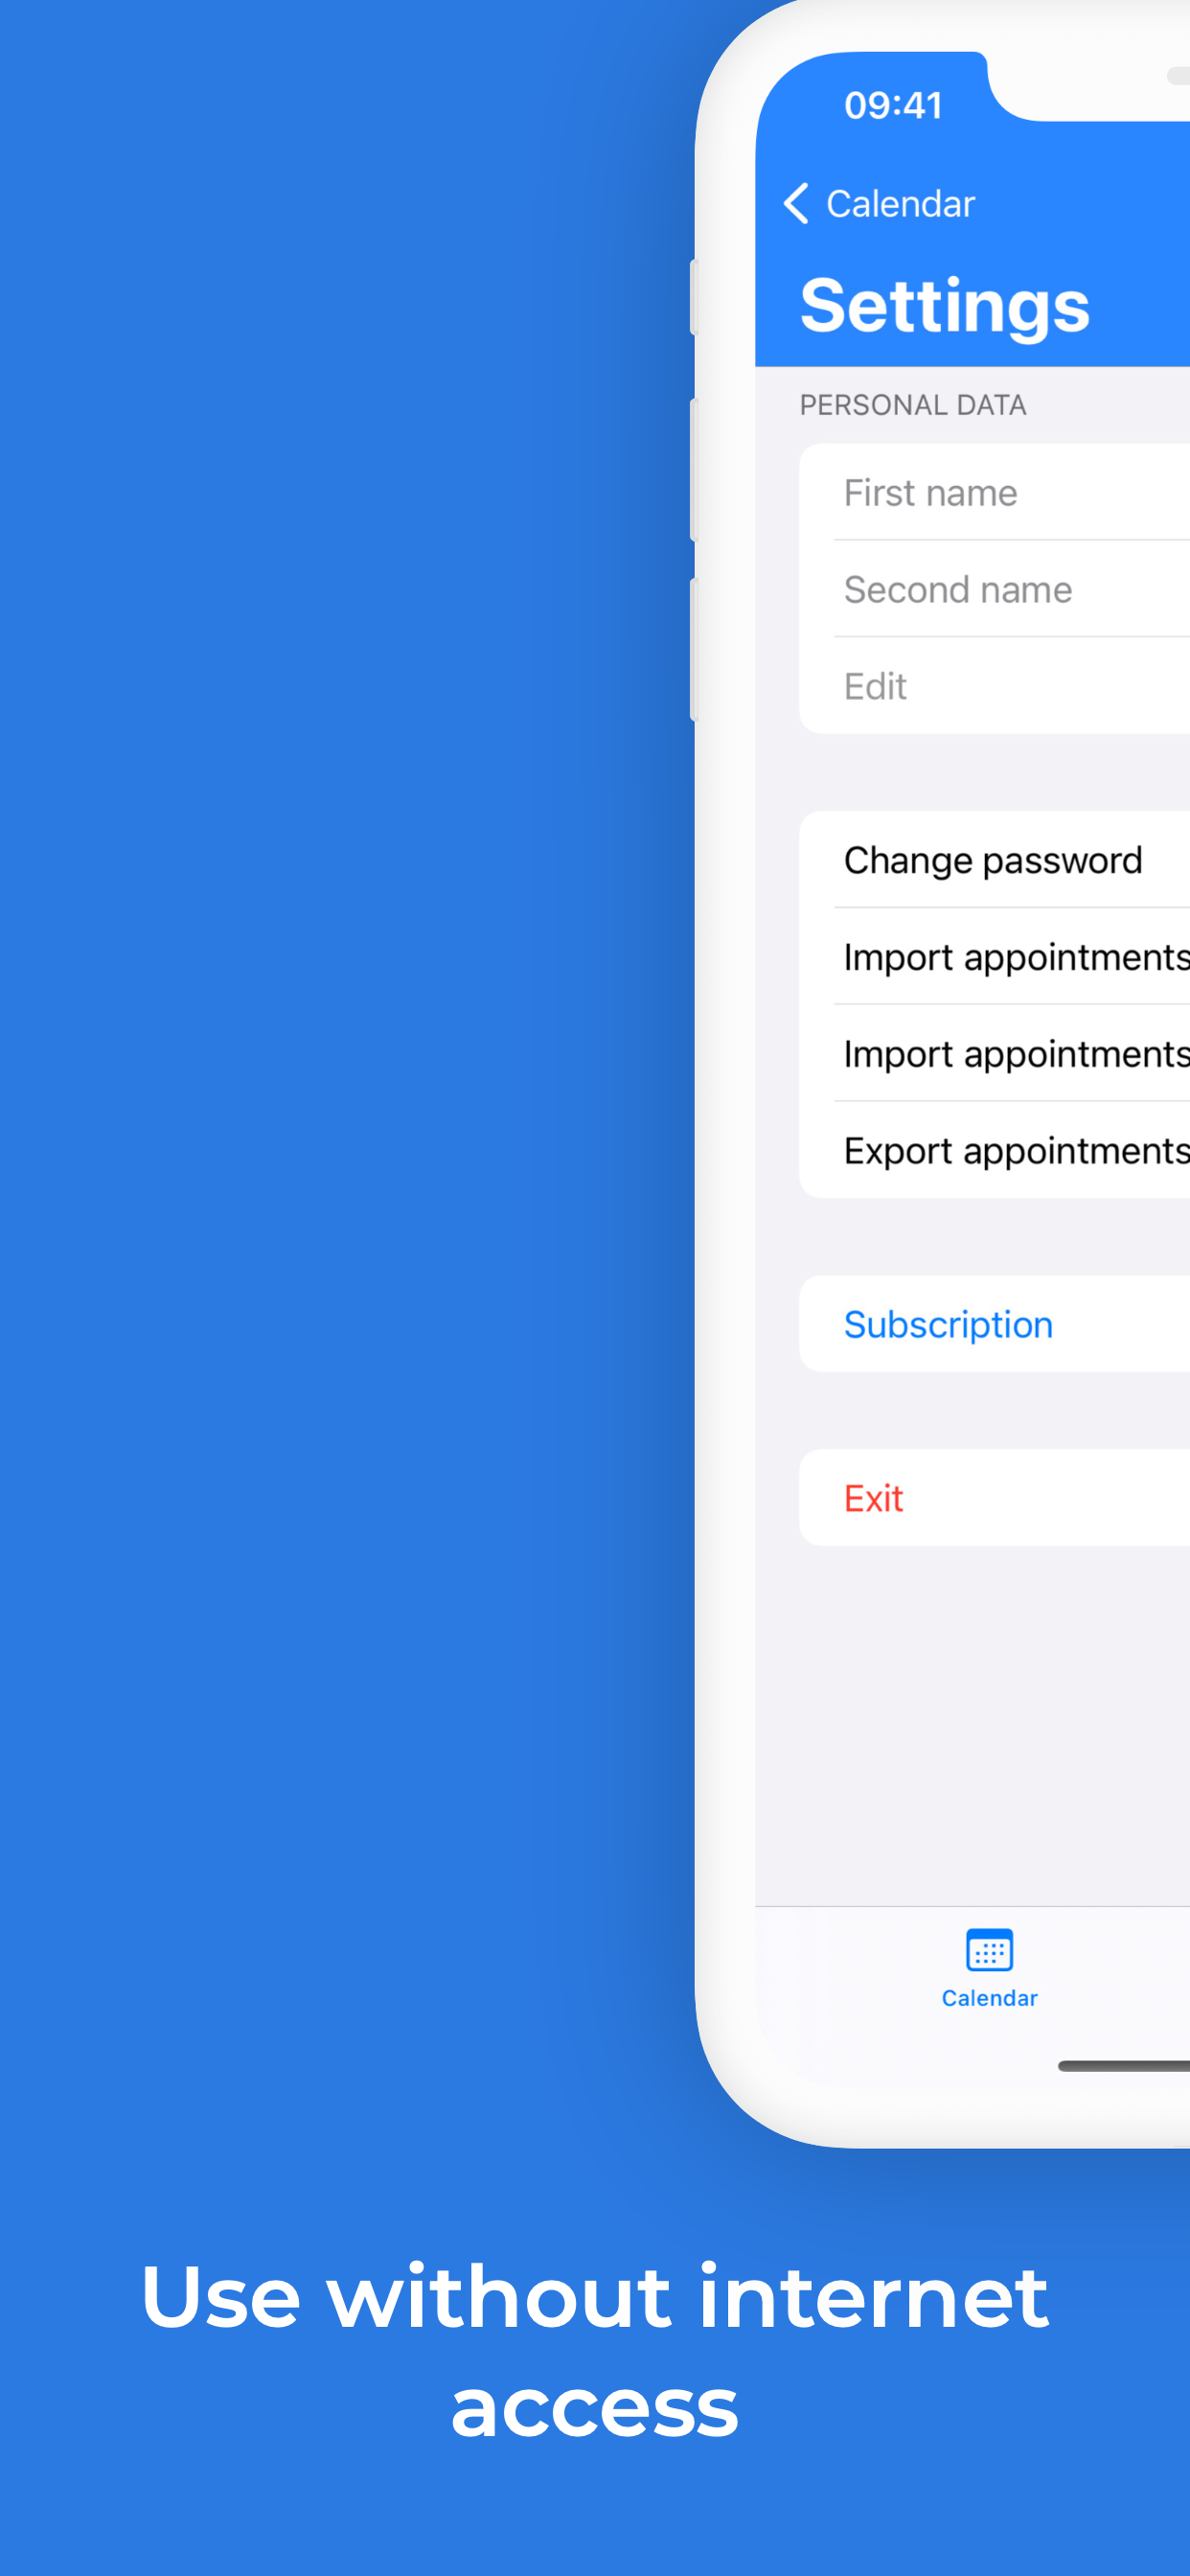 09:41
Calendar
Settings
PERSONAL DATA
First name
Second name
Edit
Change password
Import appointments
Import appointments
Export appointments
Subscription
Exit
Calendar
Use without internet
access